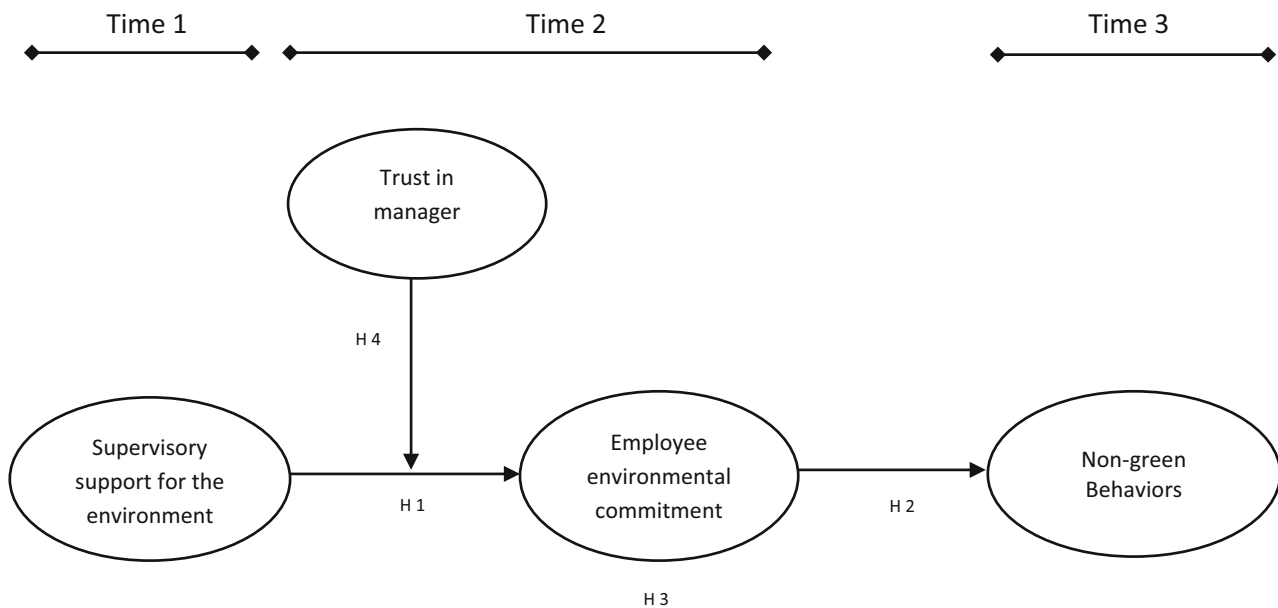 Time 1
Time 2
Time 3
Trust in
manager
H 4
Supervisory
support for the
environment
H 1
Employee
environmental
commitment
H 2
Non-green
Behaviors
H 3